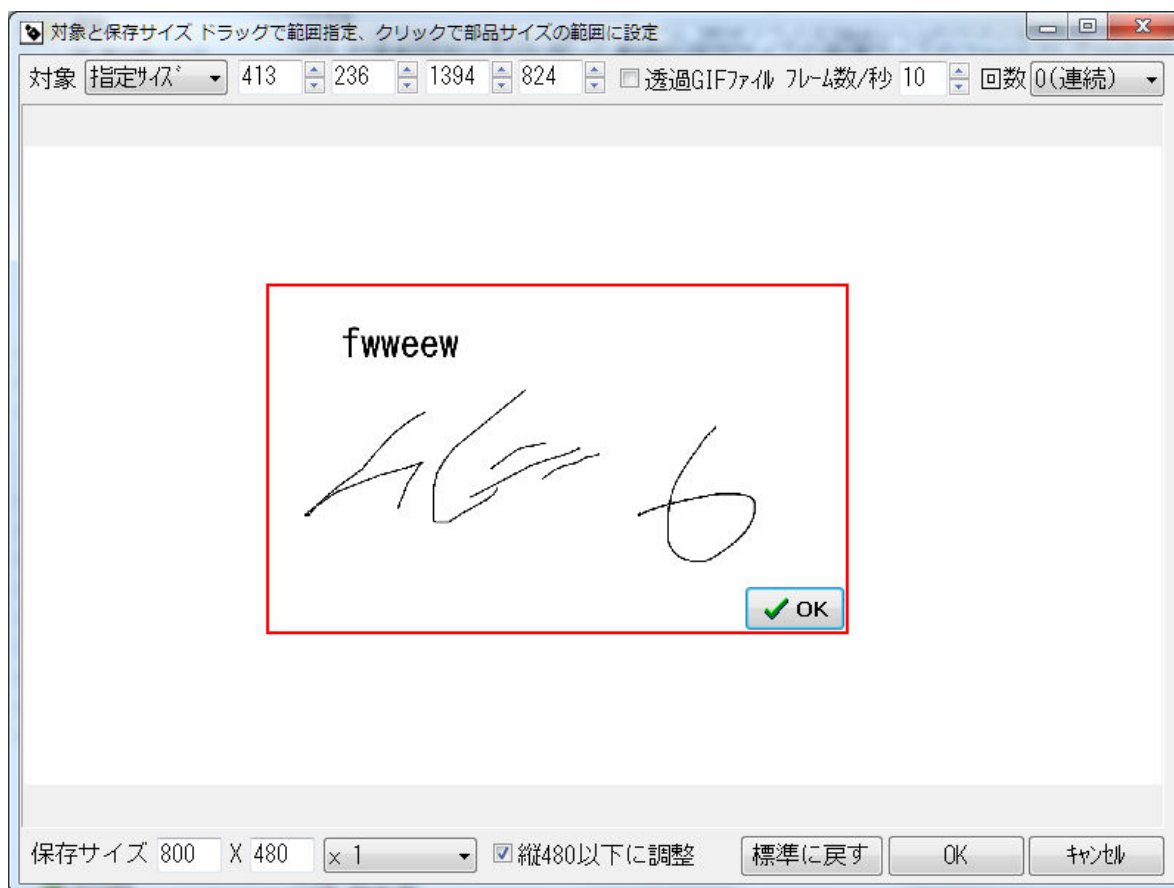 対象と保存サイズ ドラッグで範囲指定、クリックで部品サイズの範囲に設定
対象 指定ｻｲｽﾞ 413 236 1394 824 透過GIFﾌｧｲﾙ ﾌﾚｰﾑ数/秒 10 回数 0(連続)
fwweew
OK
保存サイズ 800 X 480 x 1 縦480以下に調整 標準に戻す OK ｷｬﾝｾﾙ